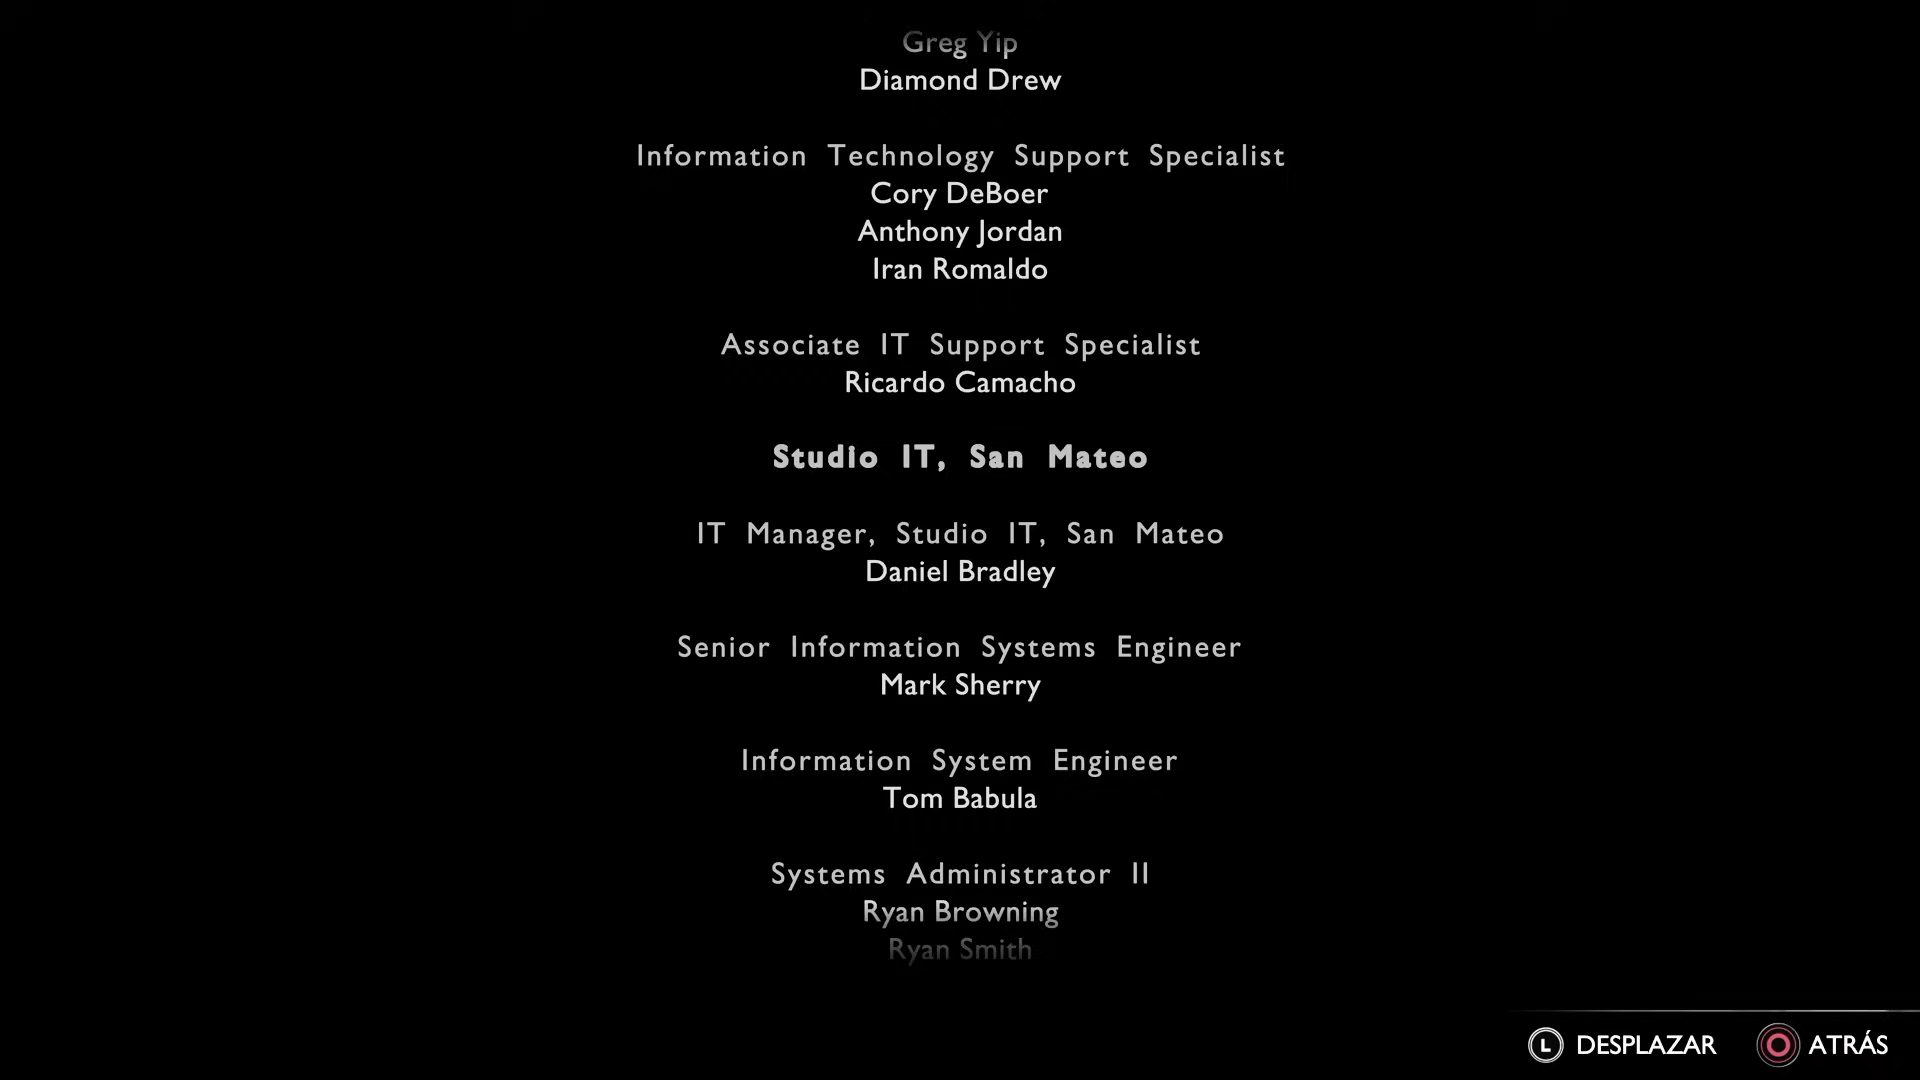 Greg Yip
Diamond Drew
Information Technology Support Specialist
Cory DeBoer
Anthony Jordan
Iran Romaldo
Associate IT Support Specialist
Ricardo Camacho
Studio IT, San Mateo
IT Manager, Studio IT, San Mateo
Daniel Bradley
Senior Information Systems Engineer
Mark Sherry
Information System Engineer
Tom Babula
Systems Administrator II
Ryan Browning
Ryan Smith
L DESPLAZAR ATRÁS